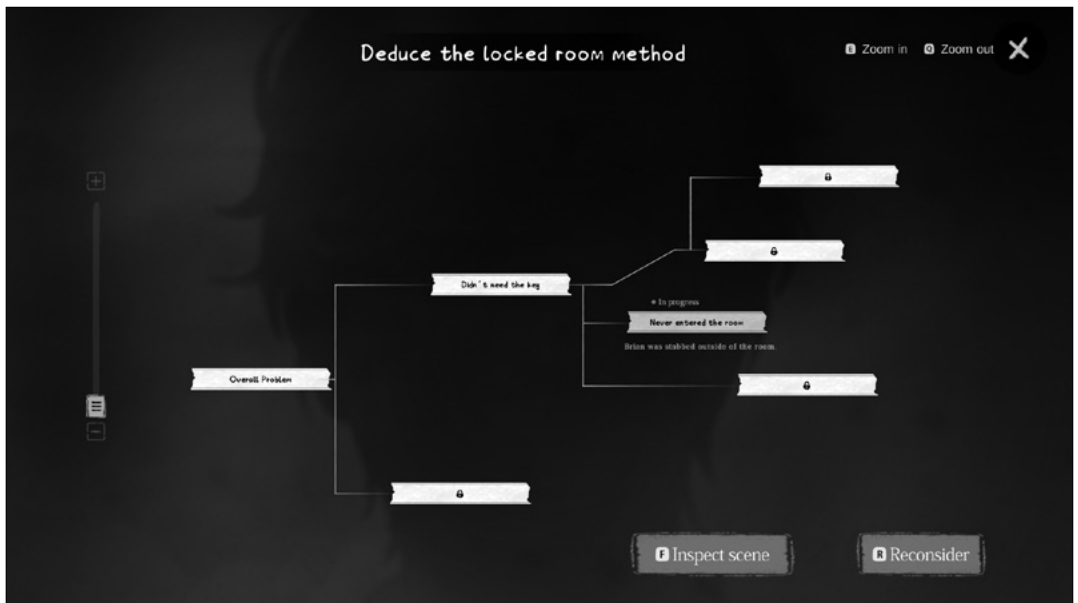 Deduce the locked room method
E Zoom in Q Zoom out
Didn't need the key
In progress
Never entered the room
Brian was stabbed outside of the room.
Overall Problem
F Inspect scene
R Reconsider